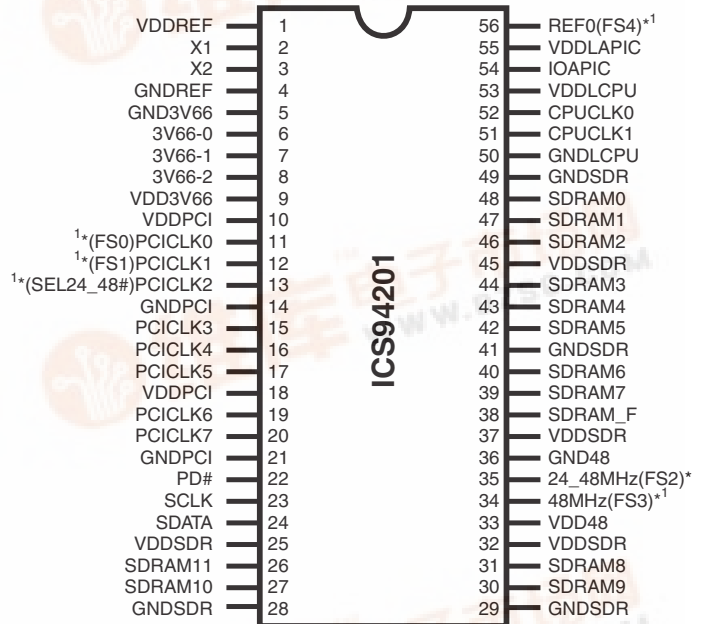 VDDREF 1 56 REF0(FS4)*1
X1 2 55 VDDLAPIC
X2 3 54 IOAPIC
GNDREF 4 53 VDDLCPU
GND3V66 5 52 CPUCLK0
3V66-0 6 51 CPUCLK1
3V66-1 7 50 GNDLCPU
3V66-2 8 49 GNDSDR
VDD3V66 9 48 SDRAM0
VDDPCI 10 47 SDRAM1
1*(FS0)PCICLK0 11 46 SDRAM2
1*(FS1)PCICLK1 12 45 VDDSDR
1*(SEL24_48#)PCICLK2 13 44 SDRAM3
GNDPCI 14 43 SDRAM4
PCICLK3 15 42 SDRAM5
PCICLK4 16 41 GNDSDR
PCICLK5 17 40 SDRAM6
VDDPCI 18 39 SDRAM7
PCICLK6 19 38 SDRAM_F
PCICLK7 20 37 VDDSDR
GNDPCI 21 36 GND48
PD# 22 35 24_48MHz(FS2)*
SCLK 23 34 48MHz(FS3)*1
SDATA 24 33 VDD48
VDDSDR 25 32 VDDSDR
SDRAM11 26 31 SDRAM8
SDRAM10 27 30 SDRAM9
GNDSDR 28 29 GNDSDR
ICS94201